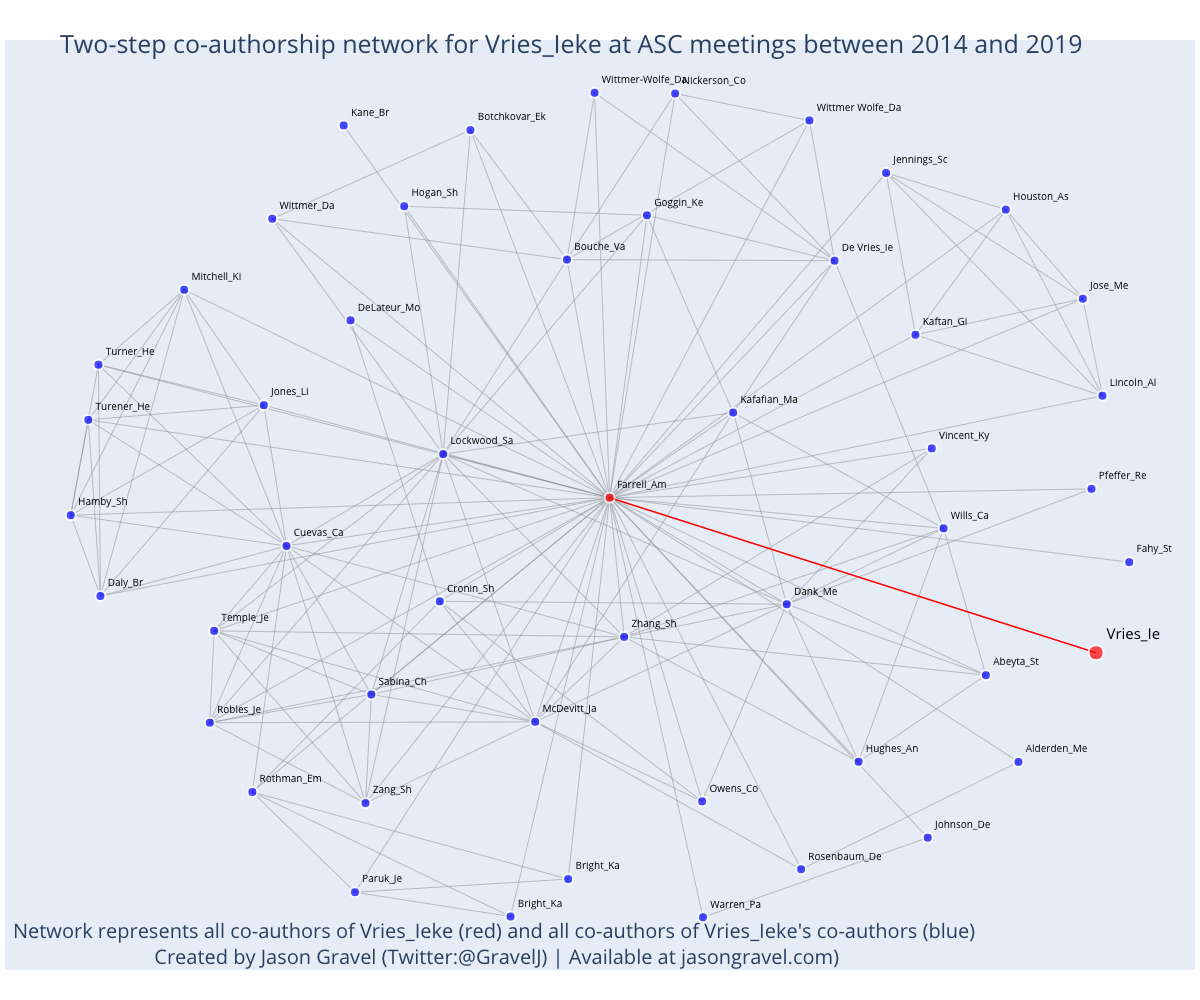 Two-step co-authorship network for Vries_Ieke at ASC meetings between 2014 and 2019
Wittmer-Wolfe_Da
Nickerson_Co
Kane_Br
Botchkovar_Ek
Wittmer Wolfe_Da
Jennings_Sc
Hogan_Sh
Houston_As
Wittmer_Da
Goggin_Ke
Bouche_Va
De Vries_Ie
Mitchell_Ki
Jose_Me
DeLateur_Mo
Kaftan_Gi
Turner_He
Lincoln_Al
Jones_Li
Turener_He
Kafafian_Ma
Lockwood_Sa
Vincent_Ky
Farrell_Am
Pfeffer_Re
Hamby_Sh
Wills_Ca
Cuevas_Ca
Fahy_St
Daly_Br
Cronin_Sh
Dank_Me
Temple_Je
Zhang_Sh
Vries_Ie
Abeyta_St
Sabina_Ch
Robles_Je
McDevitt_Ja
Hughes_An
Alderden_Me
Rothman_Em
Zang_Sh
Owens_Co
Johnson_De
Rosenbaum_De
Bright_Ka
Paruk_Je
Bright_Ka
Warren_Pa
Network represents all co-authors of Vries_Ieke (red) and all co-authors of Vries_Ieke's co-authors (blue)
Created by Jason Gravel (Twitter:@GravelJ) | Available at jasongravel.com)